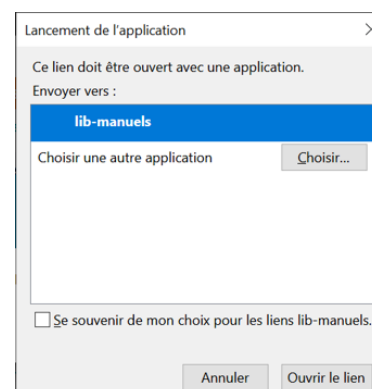 Lancement de l'application
Ce lien doit être ouvert avec une application.
Envoyer vers :
lib-manuels
Choisir une autre application Choisir...
Se souvenir de mon choix pour les liens lib-manuels.
Annuler Ouvrir le lien